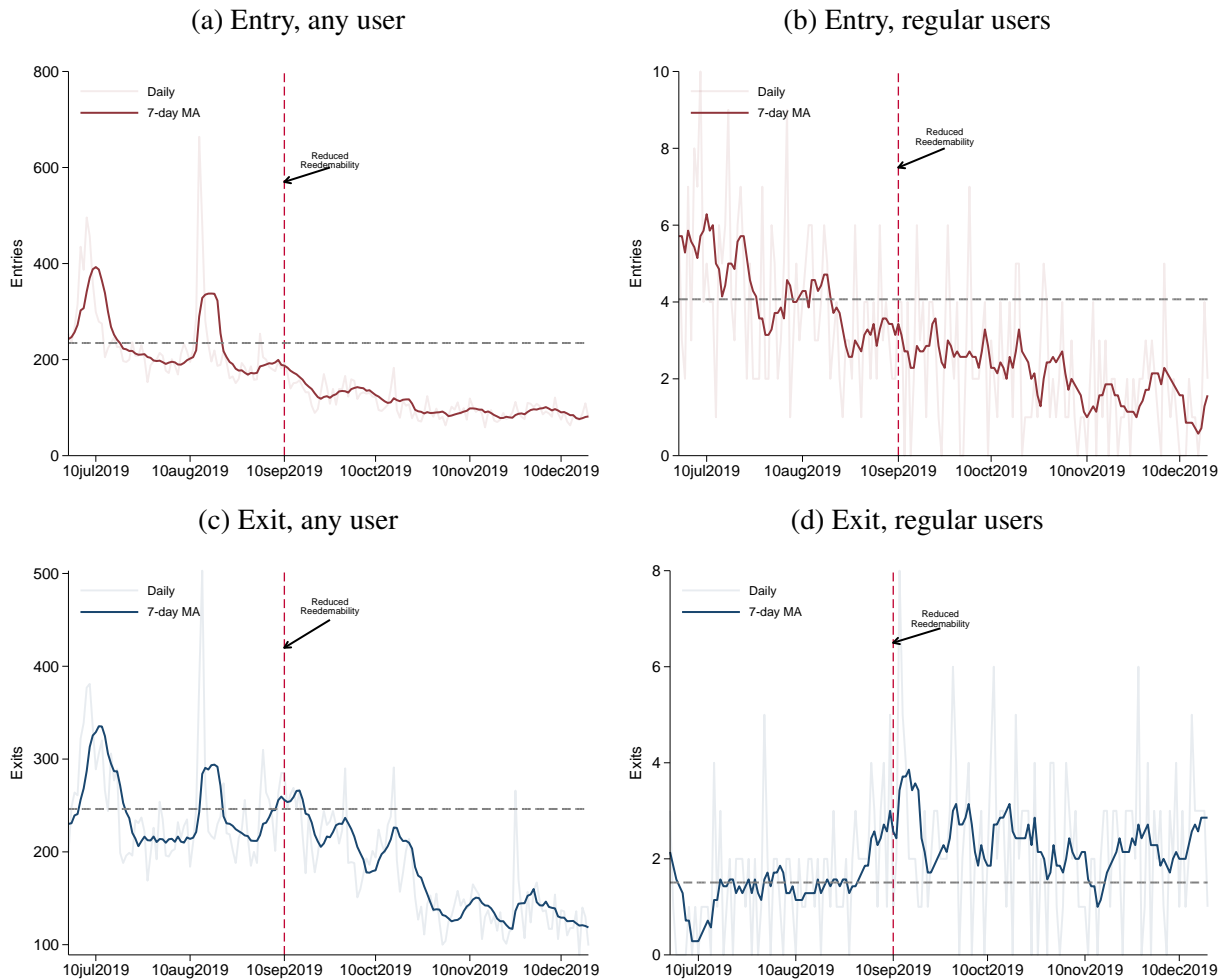 (a) Entry, any user
800
600
400
200
0
Entries
Daily
7-day MA
Reduced
Reedemability
10jul2019 10aug2019 10sep2019 10oct2019 10nov2019 10dec2019
(b) Entry, regular users
10
8
6
4
2
0
Entries
Daily
7-day MA
Reduced
Reedemability
10jul2019 10aug2019 10sep2019 10oct2019 10nov2019 10dec2019
(c) Exit, any user
500
400
300
200
100
Exits
Daily
7-day MA
Reduced
Reedemability
10jul2019 10aug2019 10sep2019 10oct2019 10nov2019 10dec2019
(d) Exit, regular users
8
6
4
2
0
Exits
Daily
7-day MA
Reduced
Reedemability
10jul2019 10aug2019 10sep2019 10oct2019 10nov2019 10dec2019